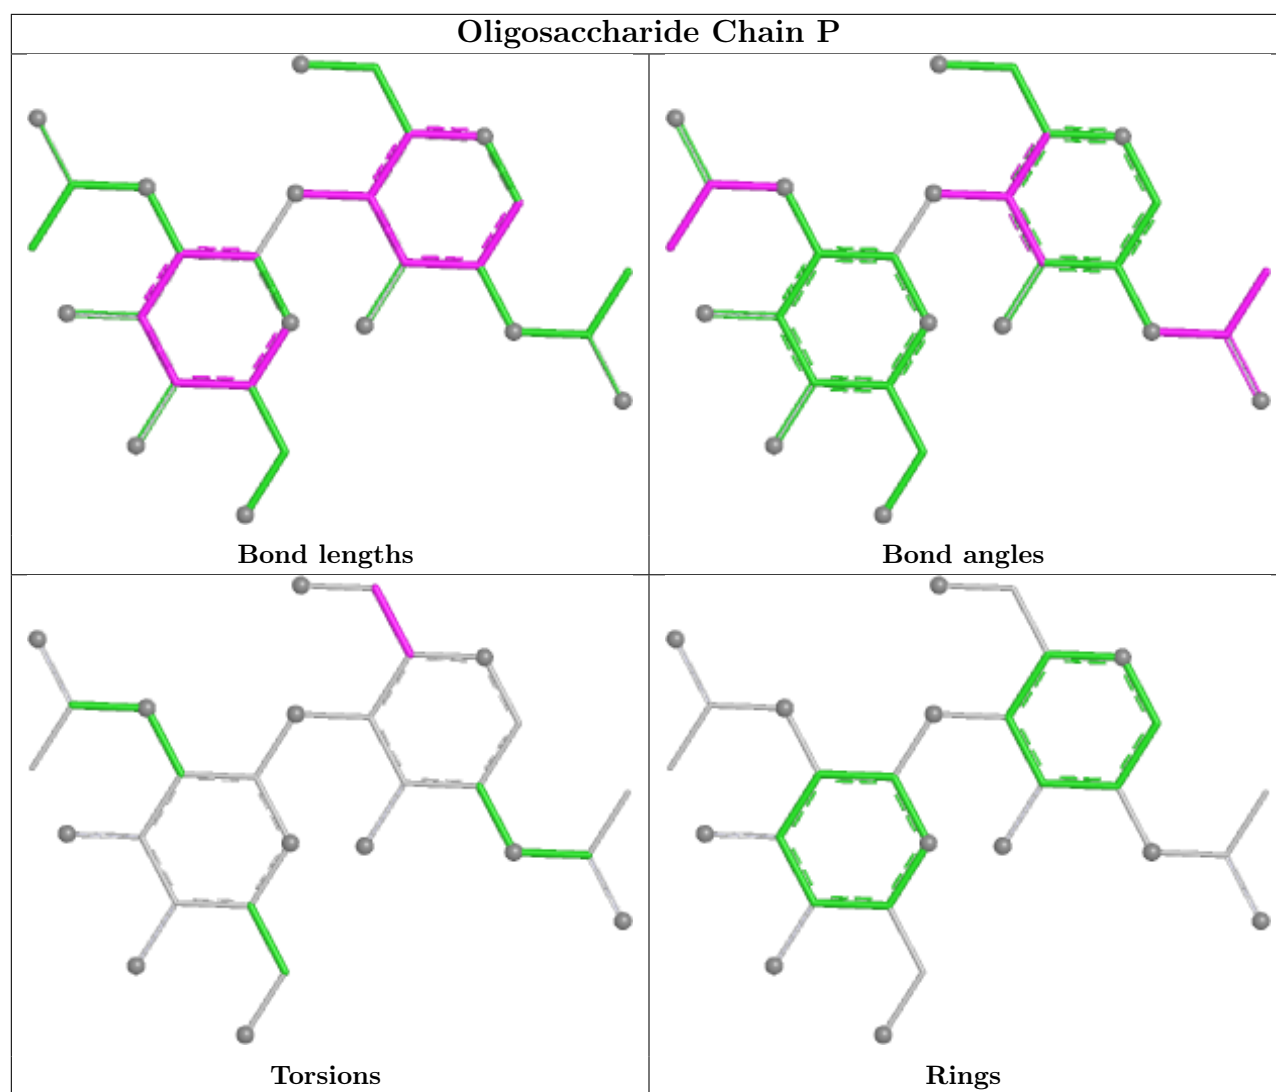 Oligosaccharide Chain P
Bond lengths
Bond angles
Torsions
Rings